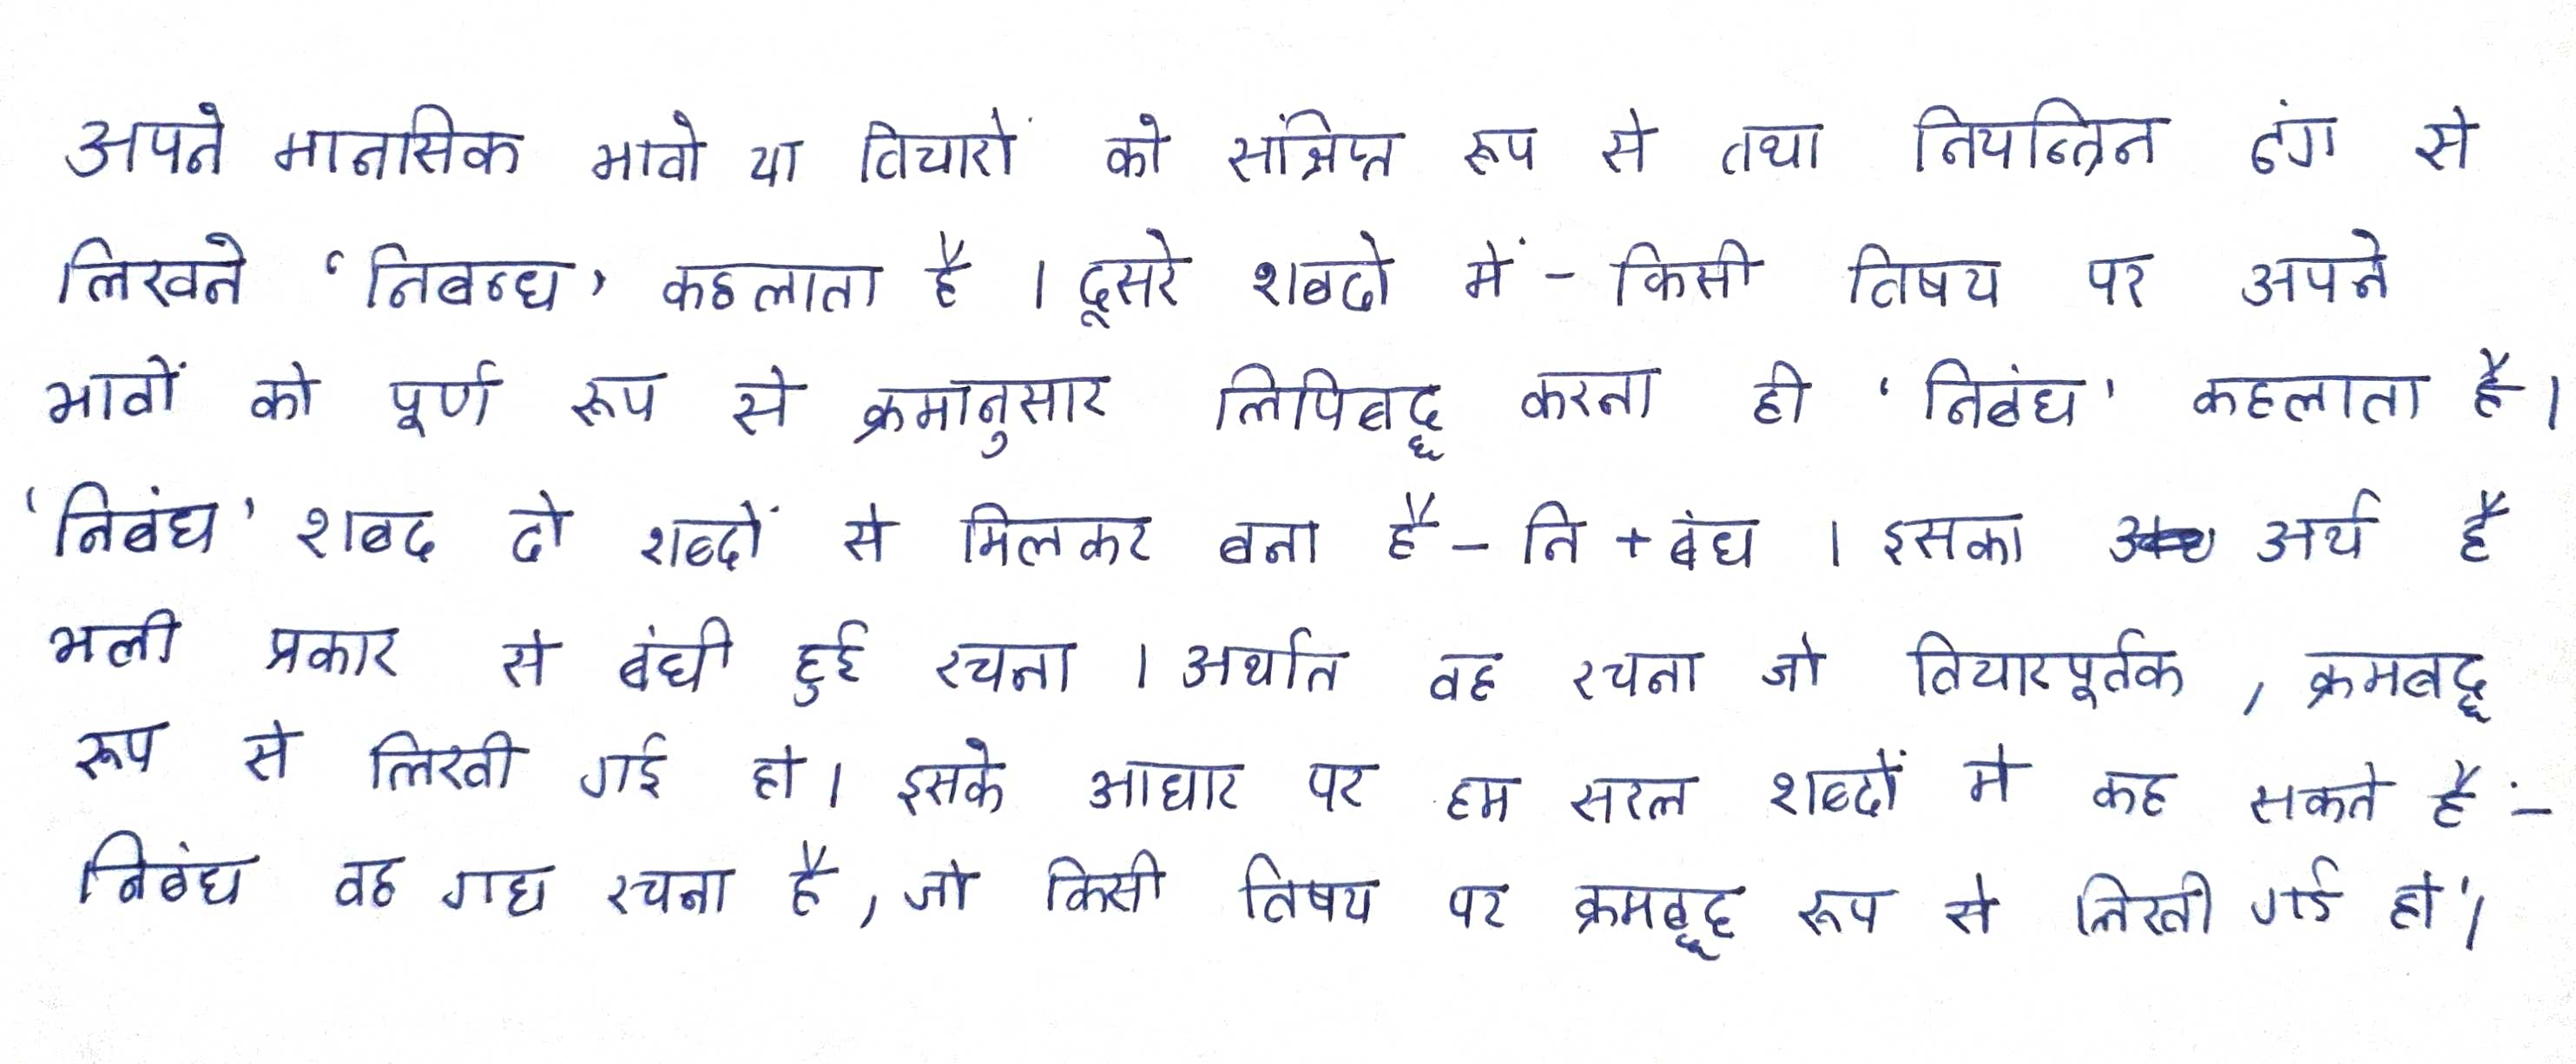 अपने मानसिक भावो या विचारों को संक्षिप्त रूप से तथा नियन्त्रित ढंग से
लिखने ‘निबन्ध’ कहलाता है । दूसरे शबदो में - किसी विषय पर अपने
भावों को पूर्ण रूप से क्रमानुसार लिपिबद्ध करना ही ‘निबंध’ कहलाता है।
‘निबंध’ शबद दो शब्दों से मिलकर बना है - नि + बंध । इसका अर्थ है
भली प्रकार से बंधी हुई रचना । अर्थात वह रचना जो विचारपूर्वक , क्रमबद्ध
रूप से लिखी गई हो। इसके आधार पर हम सरल शब्दों मे कह सकते है :-
निबंध वह गद्य रचना है , जो किसी विषय पर क्रमबद्ध रूप से लिखी गई हो'।